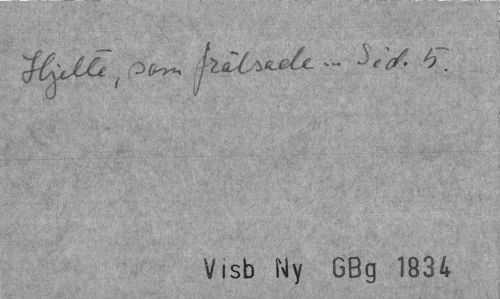 Hjelte, som frälsade... Sid. 5.
Visb Ny GBg 1834